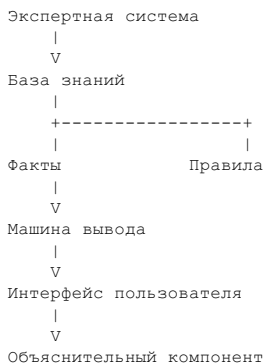 Экспертная система
|
V
База знаний
|
+-----------------+
|                 |
Факты             Правила
|
V
Машина вывода
|
V
Интерфейс пользователя
|
V
Объяснительный компонент